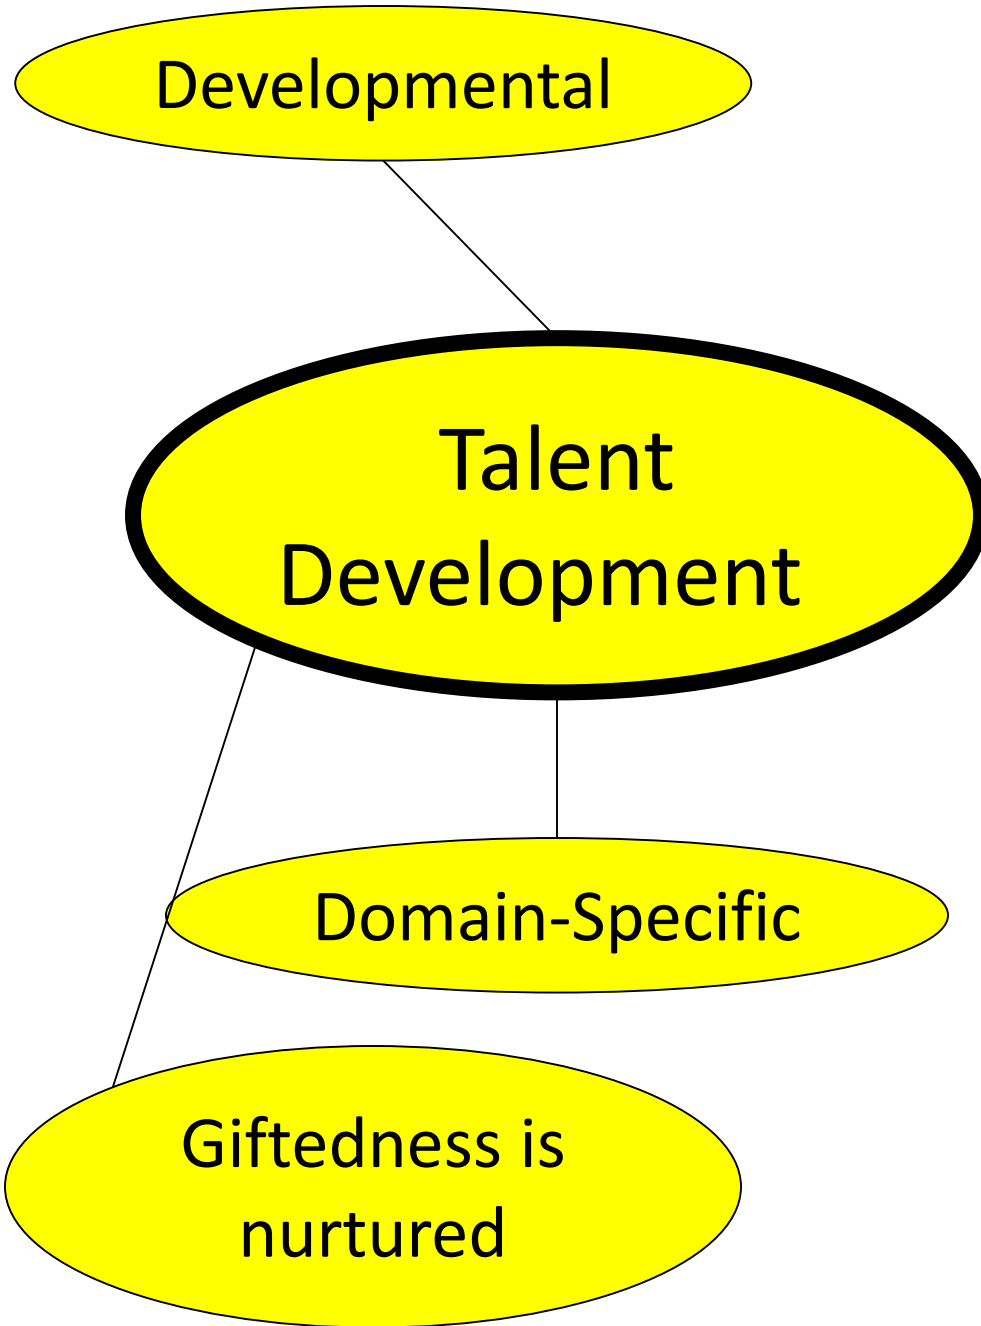 Developmental
Talent
Development
Domain-Specific
Giftedness is
nurtured